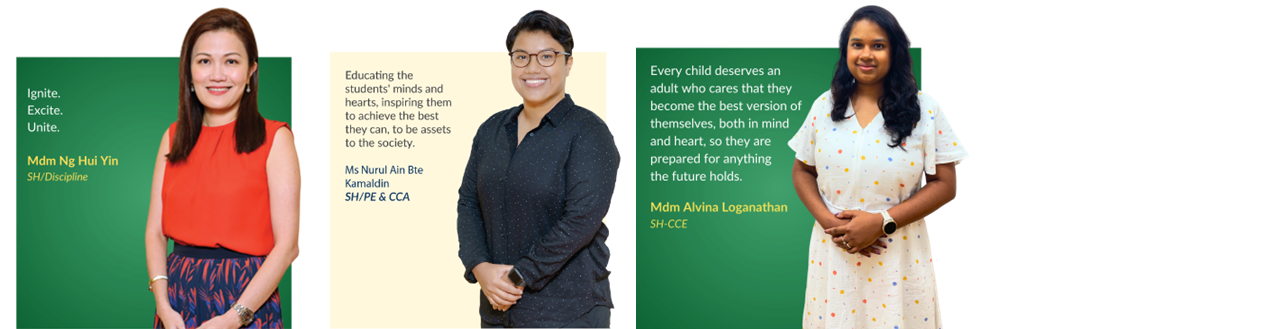 Ignite.
Excite.
Unite.
Mdm Ng Hui Yin
SH/Discipline
Educating the
students' minds and
hearts, inspiring them
to achieve the best
they can, to be assets
to the society.
Ms Nurul Ain Bte
Kamaldin
SH/PE & CCA
Every child deserves an
adult who cares that they
become the best version of
themselves, both in mind
and heart, so they are
prepared for anything
the future holds.
Mdm Alvina Loganathan
SH-CCE